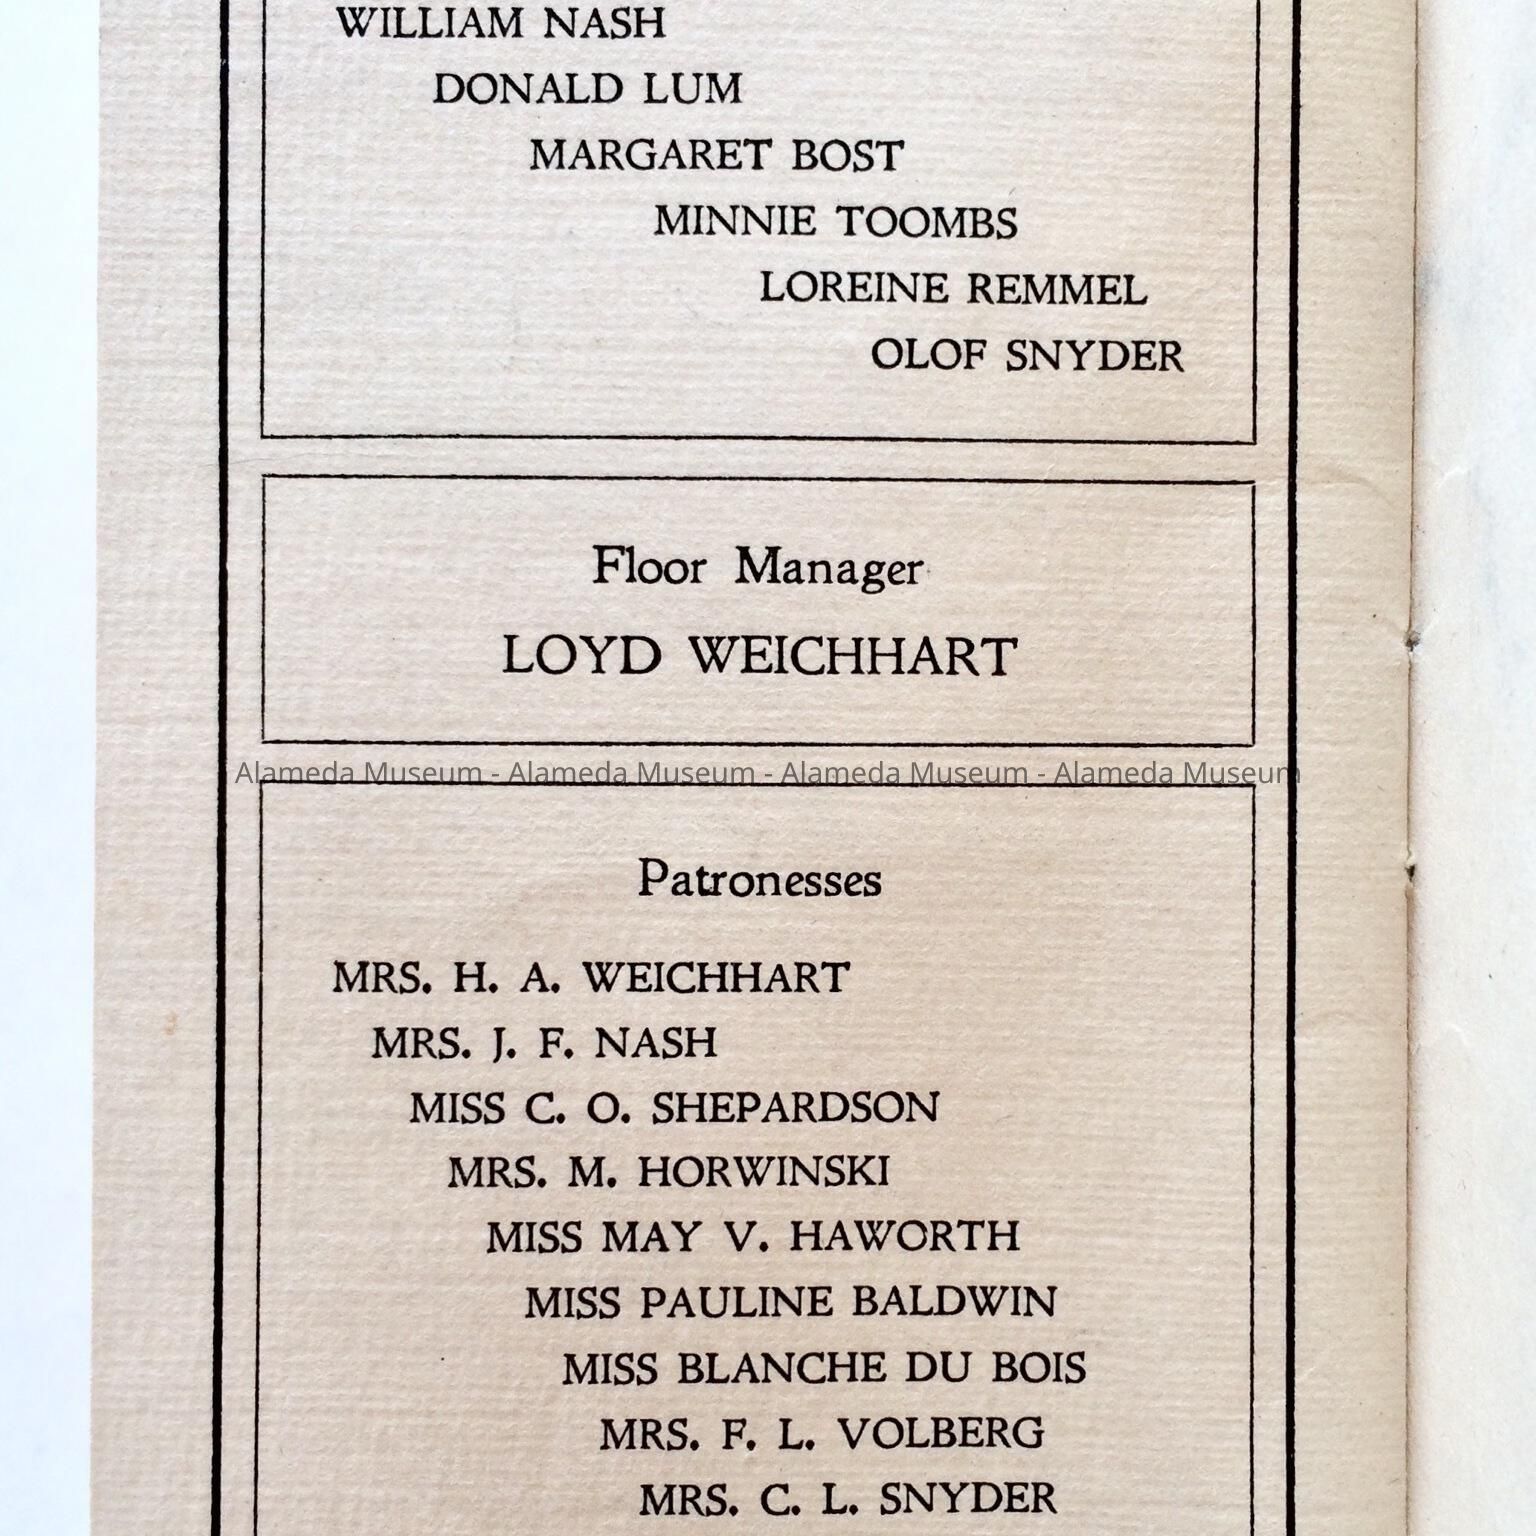 WILLIAM NASH
DONALD LUM
MARGARET BOST
MINNIE TOOMBS
LOREINE REMMEL
OLOF SNYDER
Floor Manager
LOYD WEICHHART
Alameda Museum - Alameda Museum - Alameda Museum - Alameda Museum
Patronesses
MRS. H. A. WEICHHART
MRS. J. F. NASH
MISS C. O. SHEPARDSON
MRS. M. HORWINSKI
MISS MAY V. HAWORTH
MISS PAULINE BALDWIN
MISS BLANCHE DU BOIS
MRS. F. L. VOLBERG
MRS. C. L. SNYDER